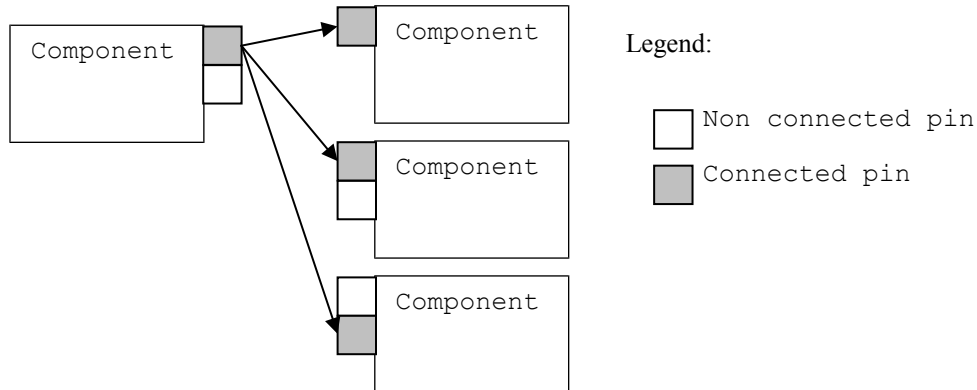 Component
Component
Component
Component
Legend:
Non connected pin
Connected pin